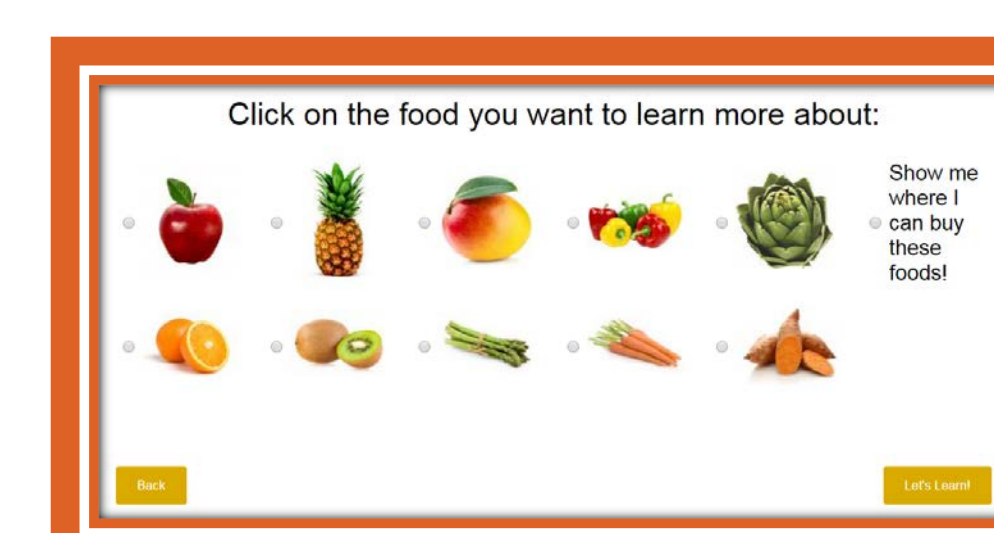 Click on the food you want to learn more about:
Show me
where I
can buy
these
foods!
Back
Let's Learn!